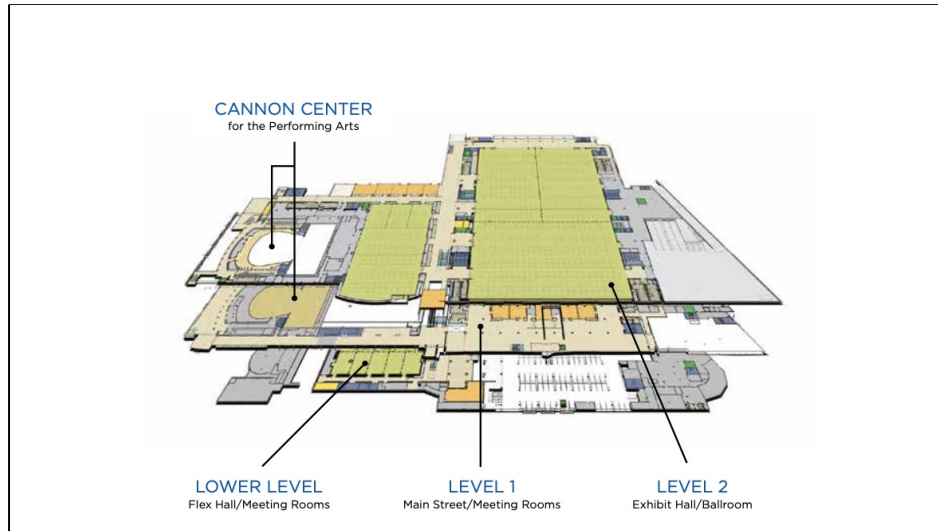 CANNON CENTER
for the Performing Arts
LOWER LEVEL
Flex Hall/Meeting Rooms
LEVEL 1
Main Street/Meeting Rooms
LEVEL 2
Exhibit Hall/Ballroom